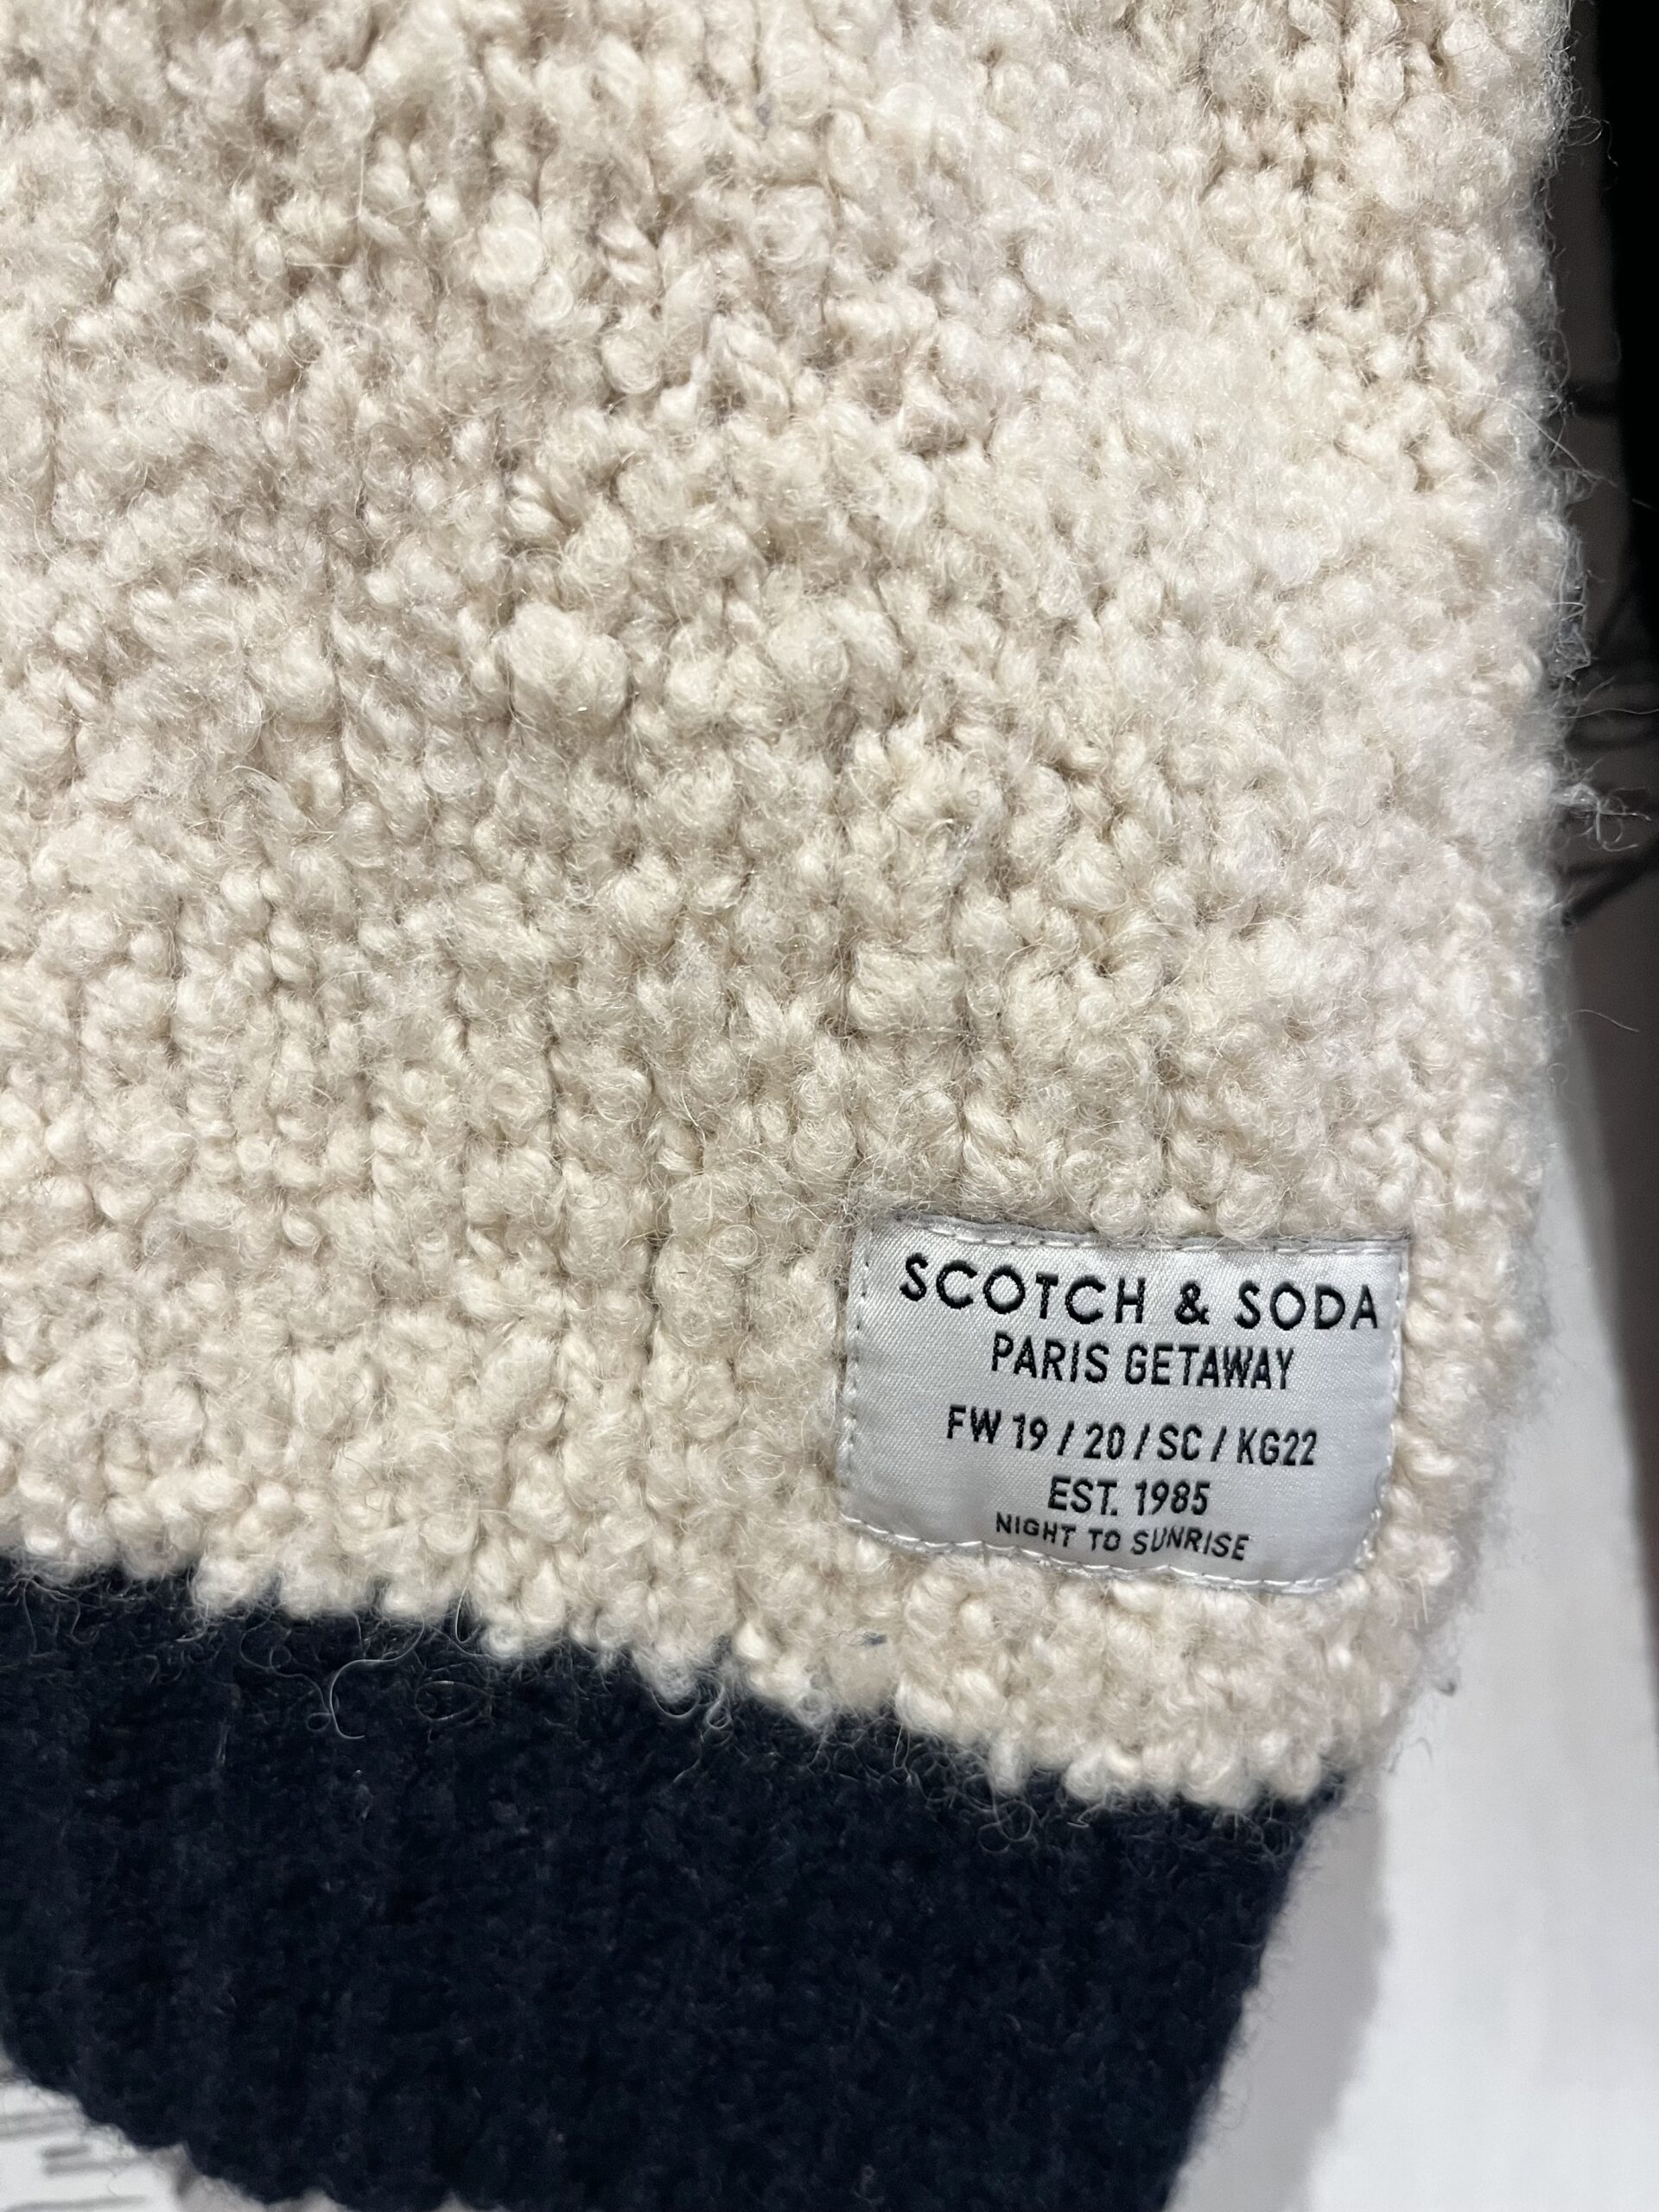 SCOTCH & SODA
PARIS GETAWAY
FW 19 / 20 / SC / KG22
EST. 1985
NIGHT TO SUNRISE